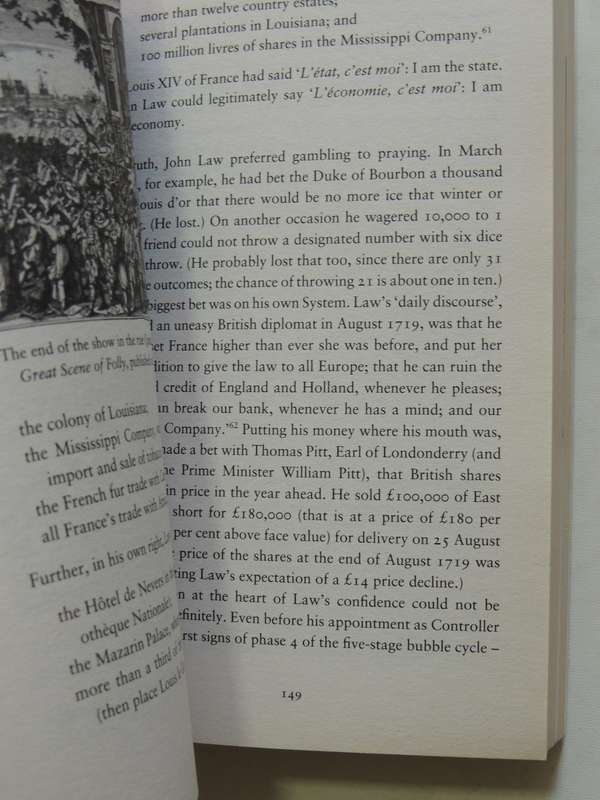 The end of the show in the rue
Great Scene of Folly, publishe
the colony of Louisiana;
the Mississippi Company
import and sale of
the French fur trade with
all France's trade with
Further, in his own right,
the Hôtel de Nevers
othèque Nationale
the Mazarin Palace,
more than a third of
(then place Louis
more than twelve country estates;
several plantations in Louisiana; and
100 million livres of shares in the Mississippi Company.61
Louis XIV of France had said ‘L'état, c'est moi’: I am the state.
n Law could legitimately say ‘L'économie, c'est moi’: I am
economy.
ruth, John Law preferred gambling to praying. In March
, for example, he had bet the Duke of Bourbon a thousand
louis d'or that there would be no more ice that winter or
. (He lost.) On another occasion he wagered 10,000 to 1
friend could not throw a designated number with six dice
throw. (He probably lost that too, since there are only 31
e outcomes; the chance of throwing 21 is about one in ten.)
biggest bet was on his own System. Law's ‘daily discourse’,
d an uneasy British diplomat in August 1719, was that he
et France higher than ever she was before, and put her
dition to give the law to all Europe; that he can ruin the
d credit of England and Holland, whenever he pleases;
an break our bank, whenever he has a mind; and our
Company.’62 Putting his money where his mouth was,
made a bet with Thomas Pitt, Earl of Londonderry (and
he Prime Minister William Pitt), that British shares
in price in the year ahead. He sold £100,000 of East
short for £180,000 (that is at a price of £180 per
per cent above face value) for delivery on 25 August
price of the shares at the end of August 1719 was
ting Law's expectation of a £14 price decline.)
n at the heart of Law's confidence could not be
definitely. Even before his appointment as Controller
rst signs of phase 4 of the five-stage bubble cycle –
149